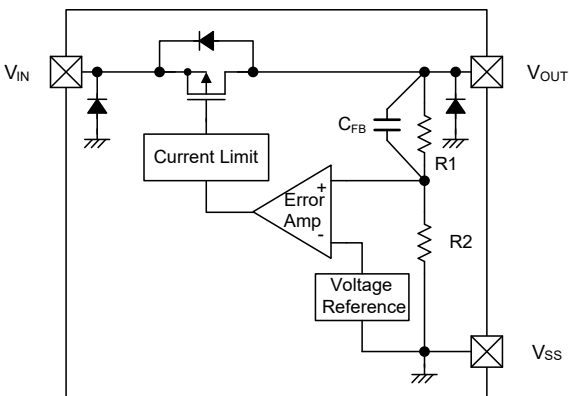 VIN
VOUT
CFB
R1
Current Limit
+
Error
Amp
-
R2
Voltage
Reference
VSS